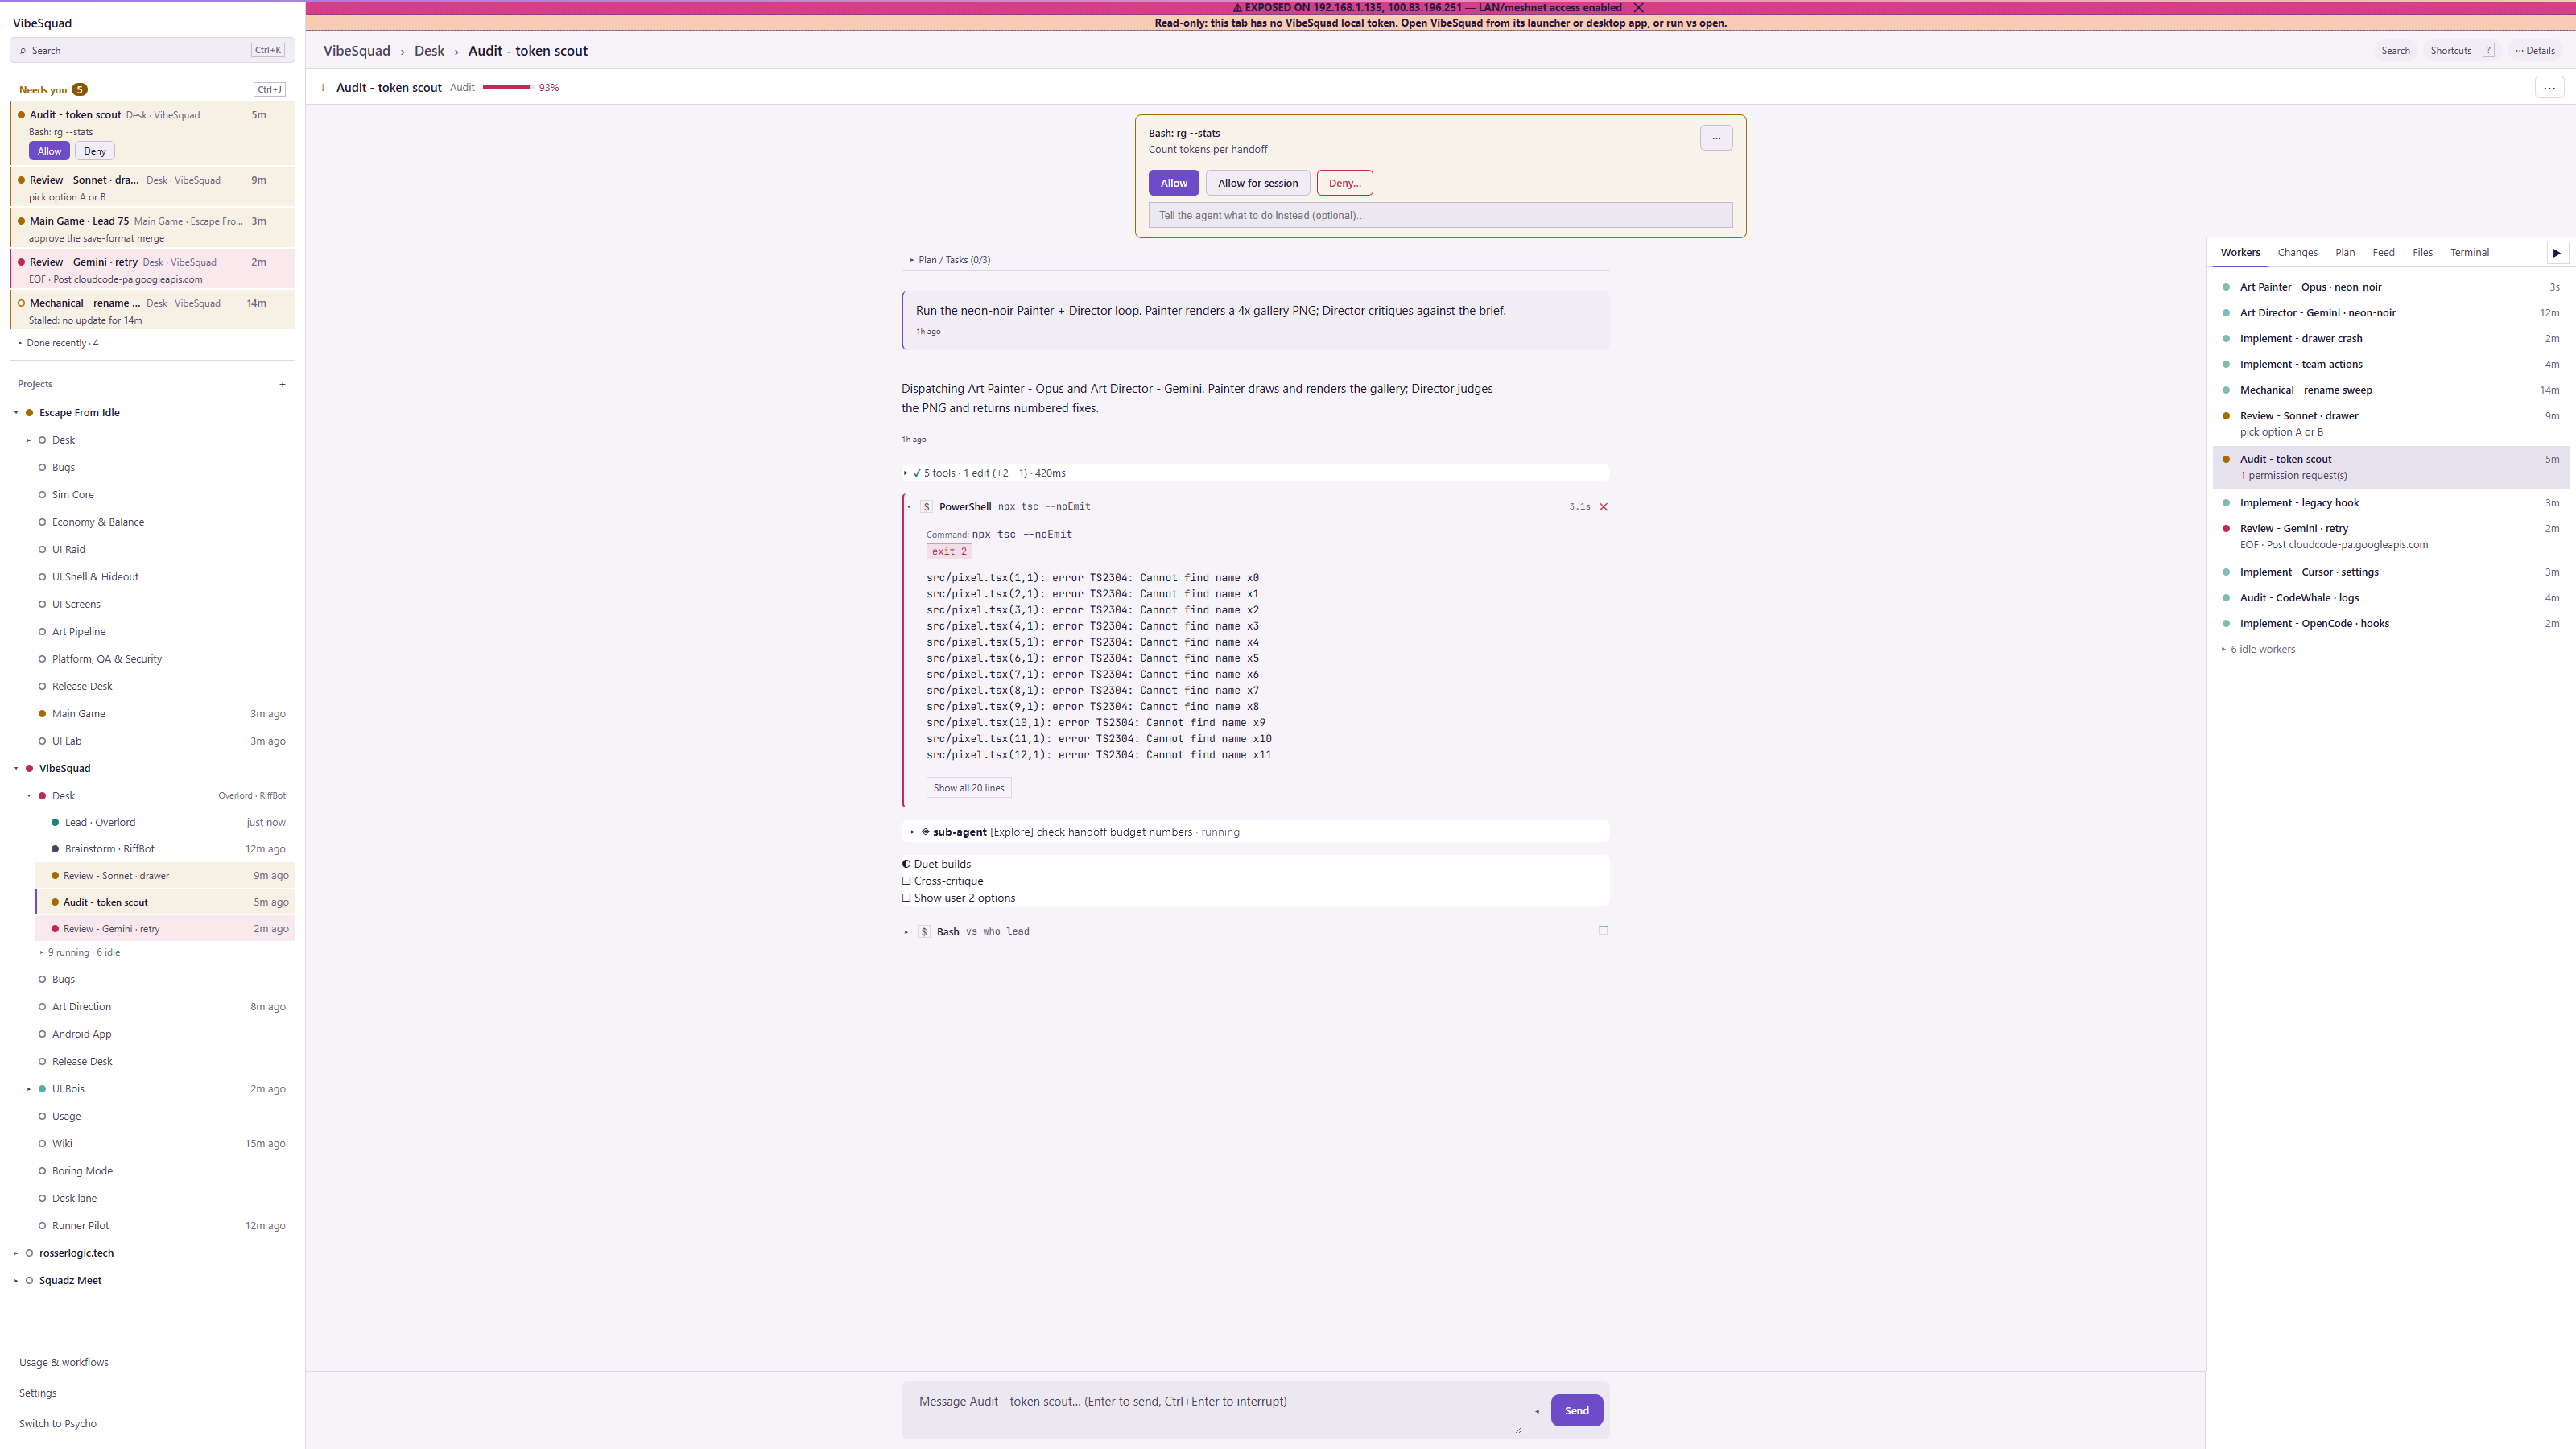 VibeSquad
Search Ctrl+K
Needs you 5 Ctrl+J
Audit - token scout Desk · VibeSquad 5m
Bash: rg --stats
Allow Deny
Review - Sonnet · dra... Desk · VibeSquad 9m
pick option A or B
Main Game · Lead 75 Main Game · Escape Fro... 3m
approve the save-format merge
Review - Gemini · retry Desk · VibeSquad 2m
EOF · Post cloudcode-pa.googleapis.com
Mechanical - rename ... Desk · VibeSquad 14m
Stalled: no update for 14m
Done recently · 4
Projects +
Escape From Idle
Desk
Bugs
Sim Core
Economy & Balance
UI Raid
UI Shell & Hideout
UI Screens
Art Pipeline
Platform, QA & Security
Release Desk
Main Game 3m ago
UI Lab 3m ago
VibeSquad
Desk Overlord · RiffBot
Lead · Overlord just now
Brainstorm · RiffBot 12m ago
Review - Sonnet · drawer 9m ago
Audit - token scout 5m ago
Review - Gemini · retry 2m ago
9 running · 6 idle
Bugs
Art Direction 8m ago
Android App
Release Desk
UI Bois 2m ago
Usage
Wiki 15m ago
Boring Mode
Desk lane
Runner Pilot 12m ago
rosserlogic.tech
Squadz Meet
Usage & workflows
Settings
Switch to Psycho
⚠ EXPOSED ON 192.168.1.135, 100.83.196.251 — LAN/meshnet access enabled ✕
Read-only: this tab has no VibeSquad local token. Open VibeSquad from its launcher or desktop app, or run vs open.
VibeSquad › Desk › Audit - token scout
Search Shortcuts ? ··· Details
! Audit - token scout Audit 93%
...
Bash: rg --stats
Count tokens per handoff
...
Allow Allow for session Deny...
Tell the agent what to do instead (optional)...
Plan / Tasks (0/3)
Run the neon-noir Painter + Director loop. Painter renders a 4x gallery PNG; Director critiques against the brief.
1h ago
Dispatching Art Painter - Opus and Art Director - Gemini. Painter draws and renders the gallery; Director judges
the PNG and returns numbered fixes.
1h ago
✓ 5 tools · 1 edit (+2 −1) · 420ms
$ PowerShell npx tsc --noEmit 3.1s ✕
Command: npx tsc --noEmit
exit 2
src/pixel.tsx(1,1): error TS2304: Cannot find name x0
src/pixel.tsx(2,1): error TS2304: Cannot find name x1
src/pixel.tsx(3,1): error TS2304: Cannot find name x2
src/pixel.tsx(4,1): error TS2304: Cannot find name x3
src/pixel.tsx(5,1): error TS2304: Cannot find name x4
src/pixel.tsx(6,1): error TS2304: Cannot find name x5
src/pixel.tsx(7,1): error TS2304: Cannot find name x6
src/pixel.tsx(8,1): error TS2304: Cannot find name x7
src/pixel.tsx(9,1): error TS2304: Cannot find name x8
src/pixel.tsx(10,1): error TS2304: Cannot find name x9
src/pixel.tsx(11,1): error TS2304: Cannot find name x10
src/pixel.tsx(12,1): error TS2304: Cannot find name x11
Show all 20 lines
sub-agent [Explore] check handoff budget numbers · running
◐ Duet builds
☐ Cross-critique
☐ Show user 2 options
$ Bash vs who lead
Message Audit - token scout... (Enter to send, Ctrl+Enter to interrupt)
Send
Workers Changes Plan Feed Files Terminal
Art Painter - Opus · neon-noir 3s
Art Director - Gemini · neon-noir 12m
Implement - drawer crash 2m
Implement - team actions 4m
Mechanical - rename sweep 14m
Review - Sonnet · drawer 9m
pick option A or B
Audit - token scout 5m
1 permission request(s)
Implement - legacy hook 3m
Review - Gemini · retry 2m
EOF · Post cloudcode-pa.googleapis.com
Implement - Cursor · settings 3m
Audit - CodeWhale · logs 4m
Implement - OpenCode · hooks 2m
6 idle workers